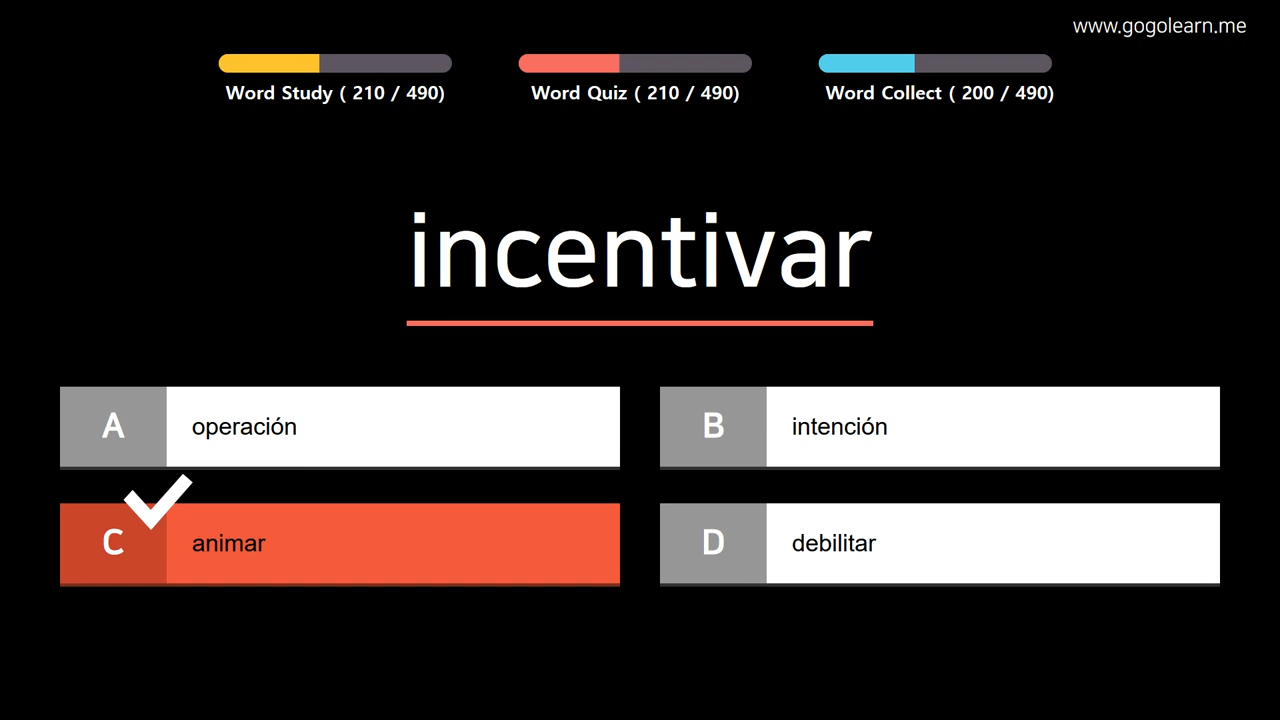 www.gogolearn.me
Word Study ( 210 / 490)
Word Quiz ( 210 / 490)
Word Collect ( 200 / 490)
incentivar
A operación
B intención
C animar
D debilitar